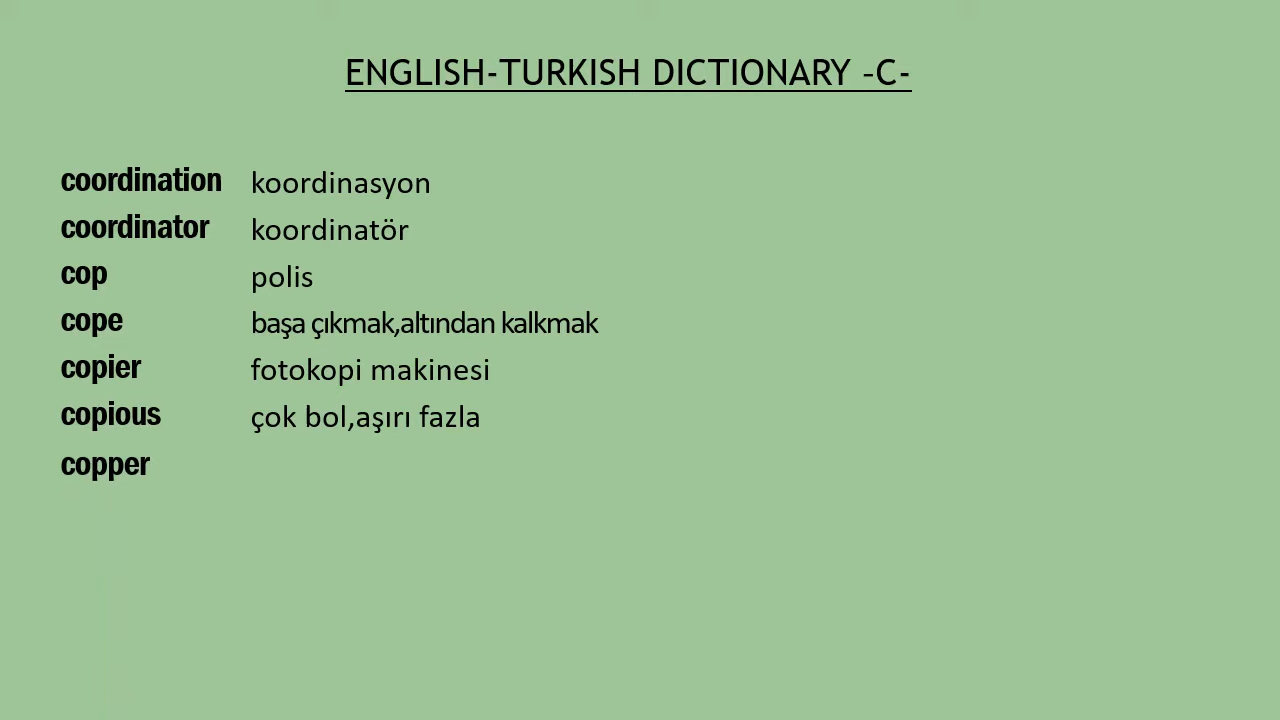 ENGLISH-TURKISH DICTIONARY –C-
coordination koordinasyon
coordinator koordinatör
cop polis
cope başa çıkmak,altından kalkmak
copier fotokopi makinesi
copious çok bol,aşırı fazla
copper